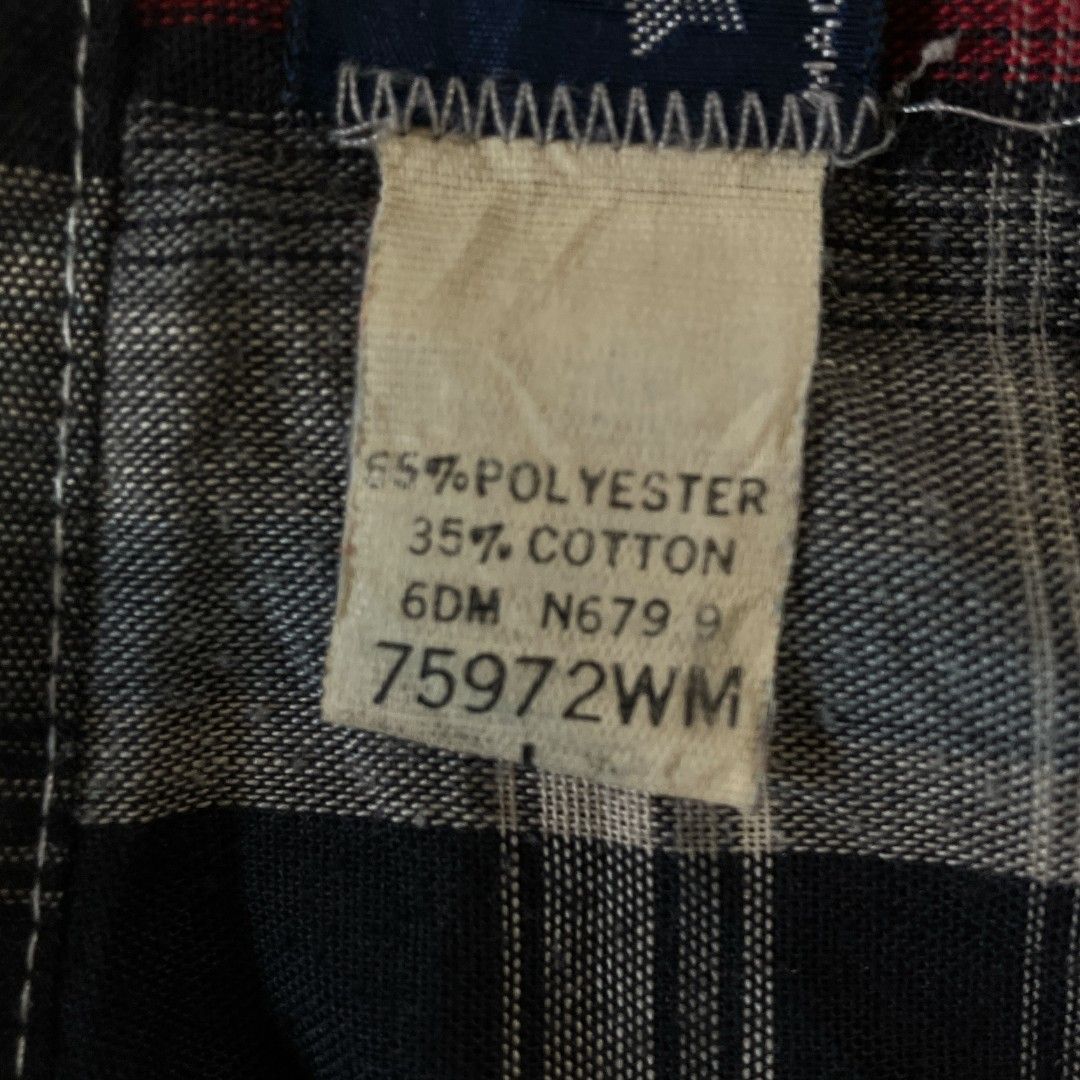 65%POLYESTER
35% COTTON
6DM N679 9
75972WM